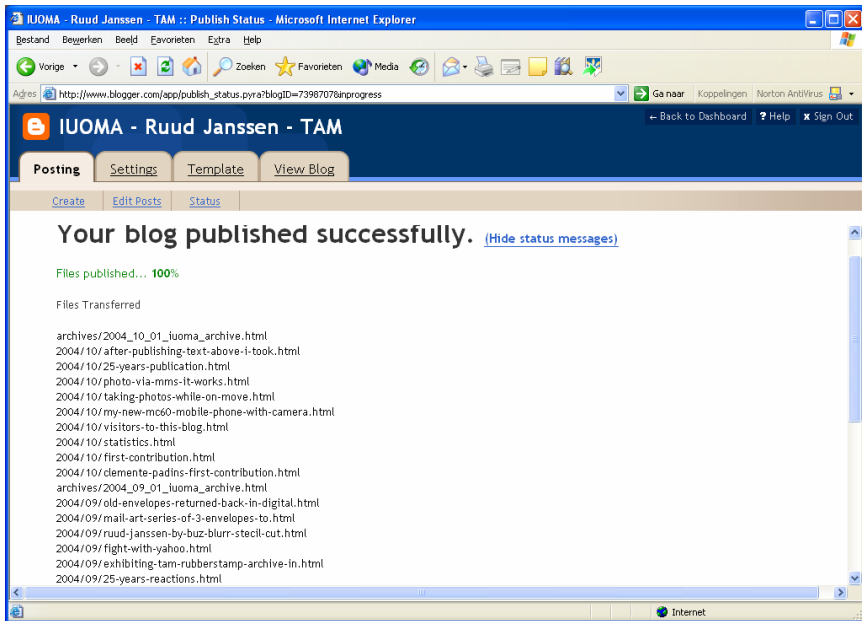 IUOMA - Ruud Janssen - TAM :: Publish Status - Microsoft Internet Explorer
Bestand Bewerken Beeld Favorieten Extra Help
Vorige Zoeken Favorieten Media
Adres http://www.blogger.com/app/publish_status.pyra?blogID=7398707&inprogress Ga naar Koppelingen Norton AntiVirus
IUOMA - Ruud Janssen - TAM ← Back to Dashboard ? Help x Sign Out
Posting Settings Template View Blog
Create Edit Posts Status
Your blog published successfully. (Hide status messages)
Files published... 100%
Files Transferred
archives/2004_10_01_iuoma_archive.html
2004/10/after-publishing-text-above-i-took.html
2004/10/25-years-publication.html
2004/10/photo-via-mms-it-works.html
2004/10/taking-photos-while-on-move.html
2004/10/my-new-mc60-mobile-phone-with-camera.html
2004/10/visitors-to-this-blog.html
2004/10/statistics.html
2004/10/first-contribution.html
2004/10/clemente-padins-first-contribution.html
archives/2004_09_01_iuoma_archive.html
2004/09/old-envelopes-returned-back-in-digital.html
2004/09/mail-art-series-of-3-envelopes-to.html
2004/09/ruud-janssen-by-buz-blurr-stecil-cut.html
2004/09/fight-with-yahoo.html
2004/09/exhibiting-tam-rubberstamp-archive-in.html
2004/09/25-years-reactions.html
Internet